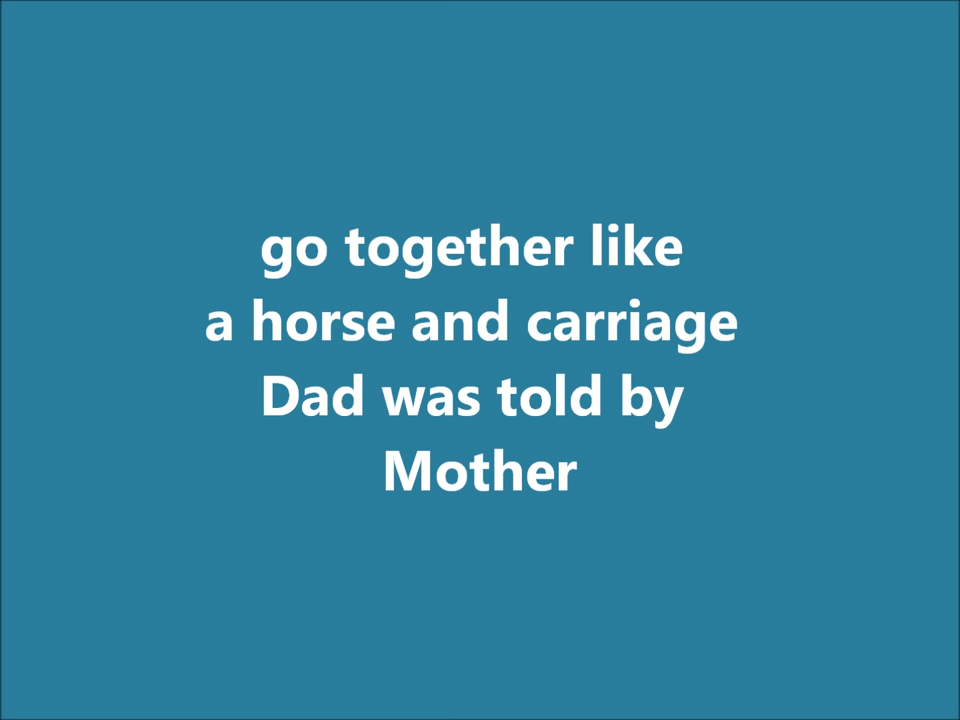 go together like
a horse and carriage
Dad was told by
Mother